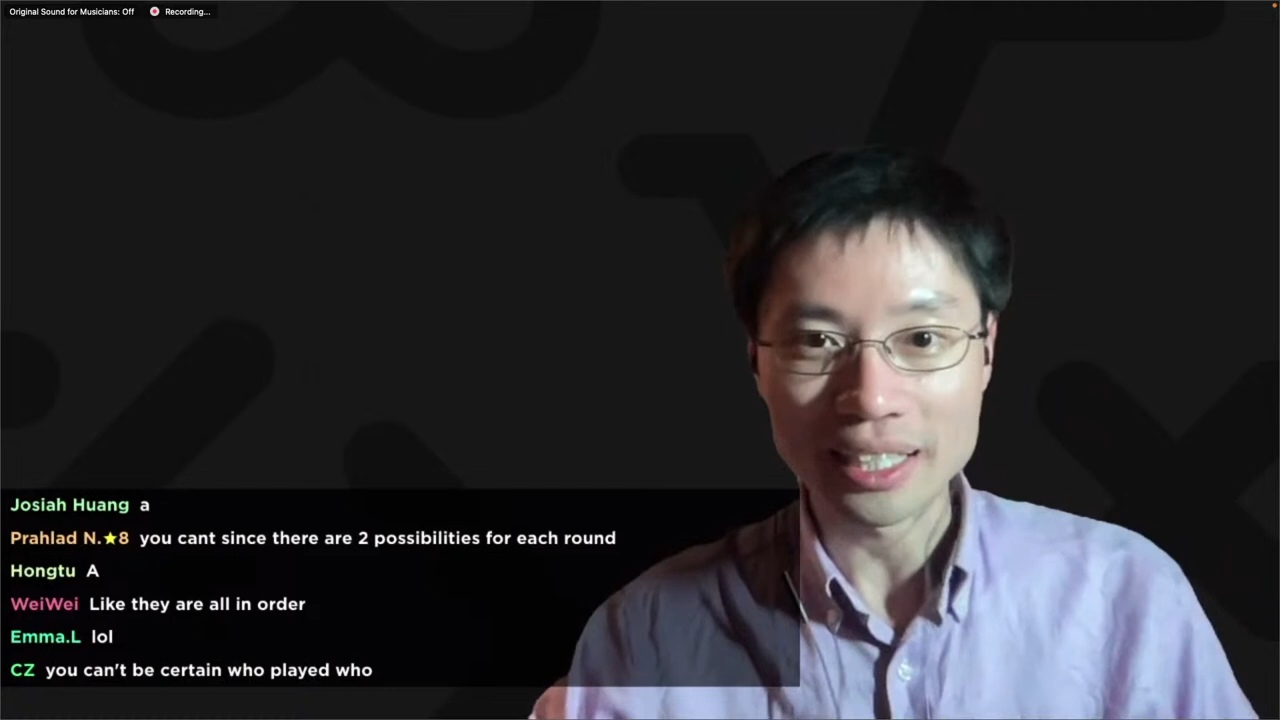 Original Sound for Musicians: Off Recording...
Josiah Huang a
Prahlad N.★8 you cant since there are 2 possibilities for each round
Hongtu A
WeiWei Like they are all in order
Emma.L lol
CZ you can't be certain who played who